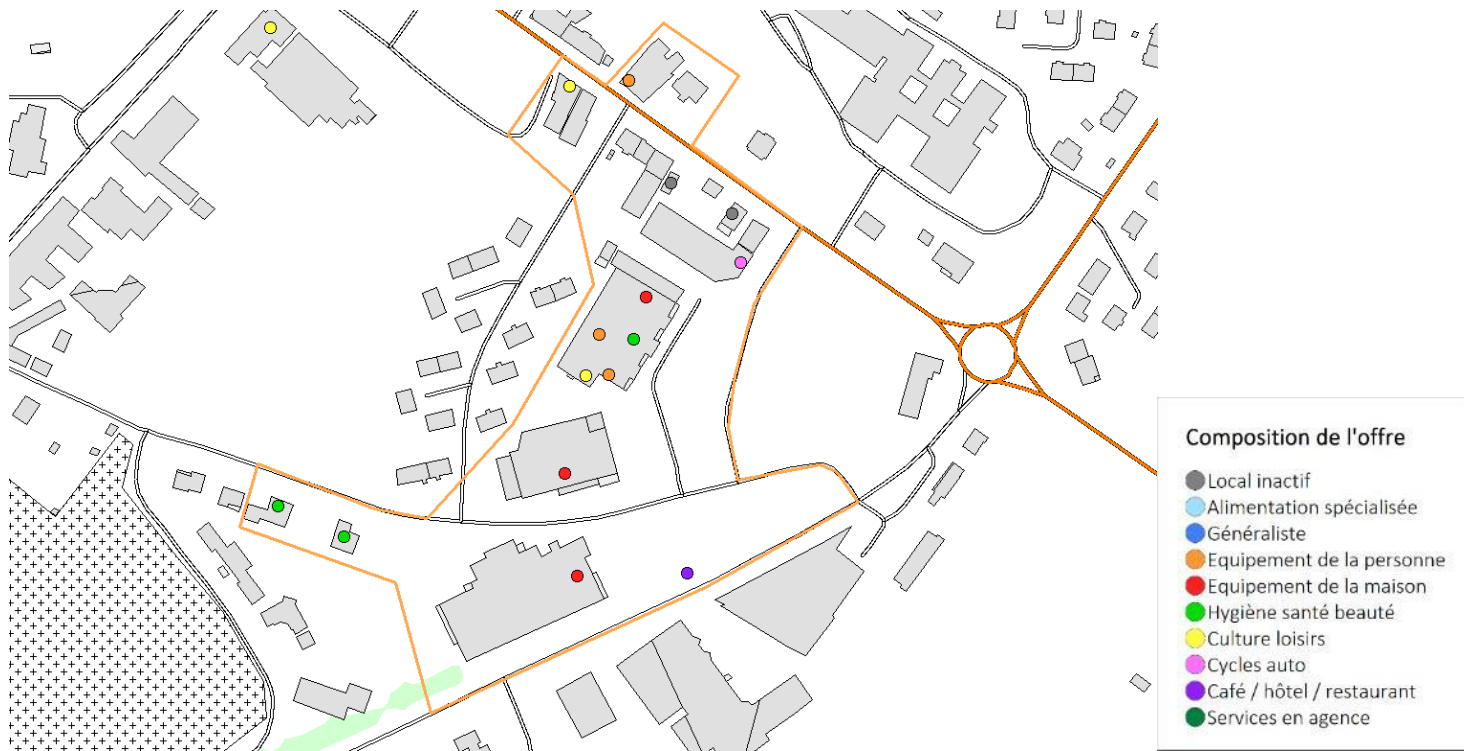 Composition de l'offre
Local inactif
Alimentation spécialisée
Généraliste
Equipement de la personne
Equipement de la maison
Hygiène santé beauté
Culture loisirs
Cycles auto
Café / hôtel / restaurant
Services en agence